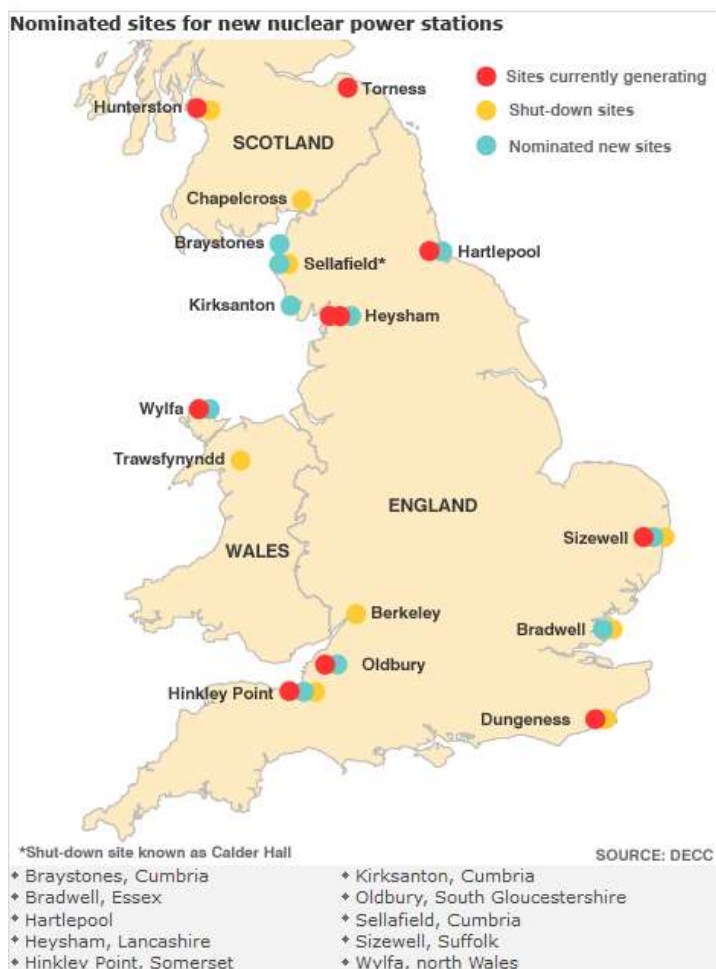 Nominated sites for new nuclear power stations
Sites currently generating
Shut-down sites
Nominated new sites
Torness
Hunterston
SCOTLAND
Chapelcross
Braystones
Sellafield*
Hartlepool
Kirksanton
Heysham
Wylfa
Trawsfynyndd
ENGLAND
WALES
Sizewell
Berkeley
Bradwell
Oldbury
Hinkley Point
Dungeness
*Shut-down site known as Calder Hall
SOURCE: DECC
Braystones, Cumbria
Bradwell, Essex
Hartlepool
Heysham, Lancashire
Hinkley Point, Somerset
Kirksanton, Cumbria
Oldbury, South Gloucestershire
Sellafield, Cumbria
Sizewell, Suffolk
Wylfa, north Wales